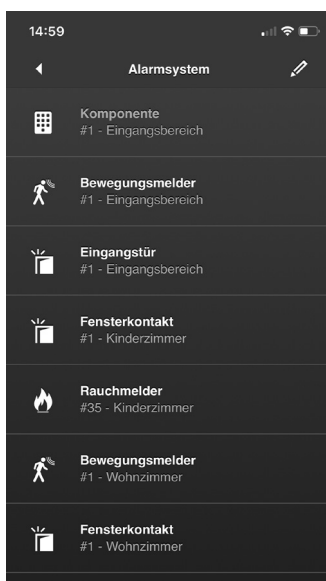 14:59
Alarmsystem
Komponente
#1 - Eingangsbereich
Bewegungsmelder
#1 - Eingangsbereich
Eingangstür
#1 - Eingangsbereich
Fensterkontakt
#1 - Kinderzimmer
Rauchmelder
#35 - Kinderzimmer
Bewegungsmelder
#1 - Wohnzimmer
Fensterkontakt
#1 - Wohnzimmer